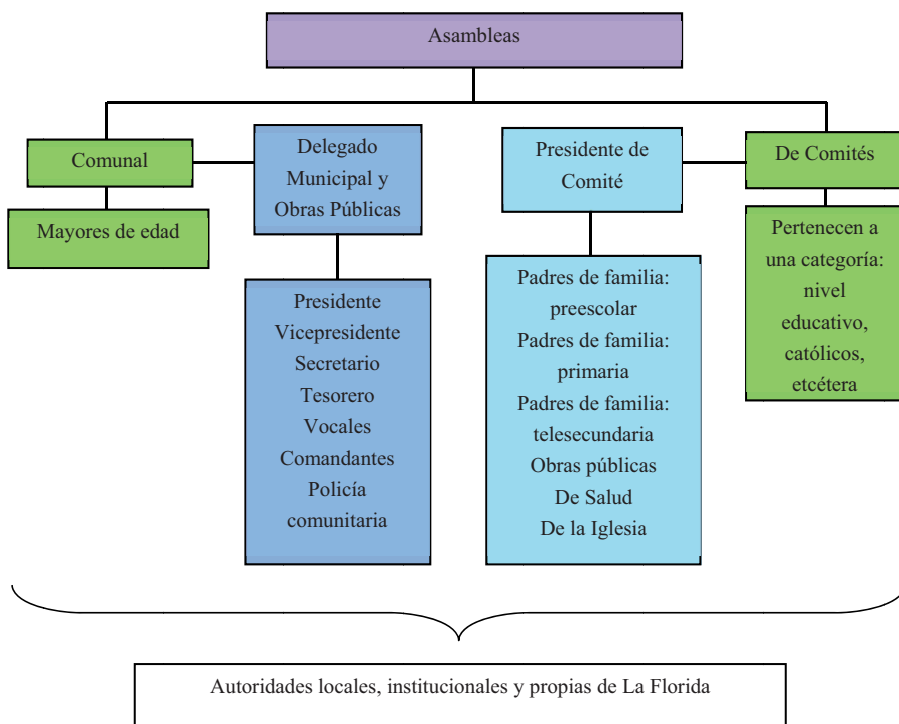 Asambleas
Comunal
Mayores de edad
Delegado
Municipal y
Obras Públicas
Presidente
Vicepresidente
Secretario
Tesorero
Vocales
Comandantes
Policía
comunitaria
Presidente de
Comité
Padres de familia:
preescolar
Padres de familia:
primaria
Padres de familia:
telesecundaria
Obras públicas
De Salud
De la Iglesia
De Comités
Pertenecen a
una categoría:
nivel
educativo,
católicos,
etcétera
Autoridades locales, institucionales y propias de La Florida